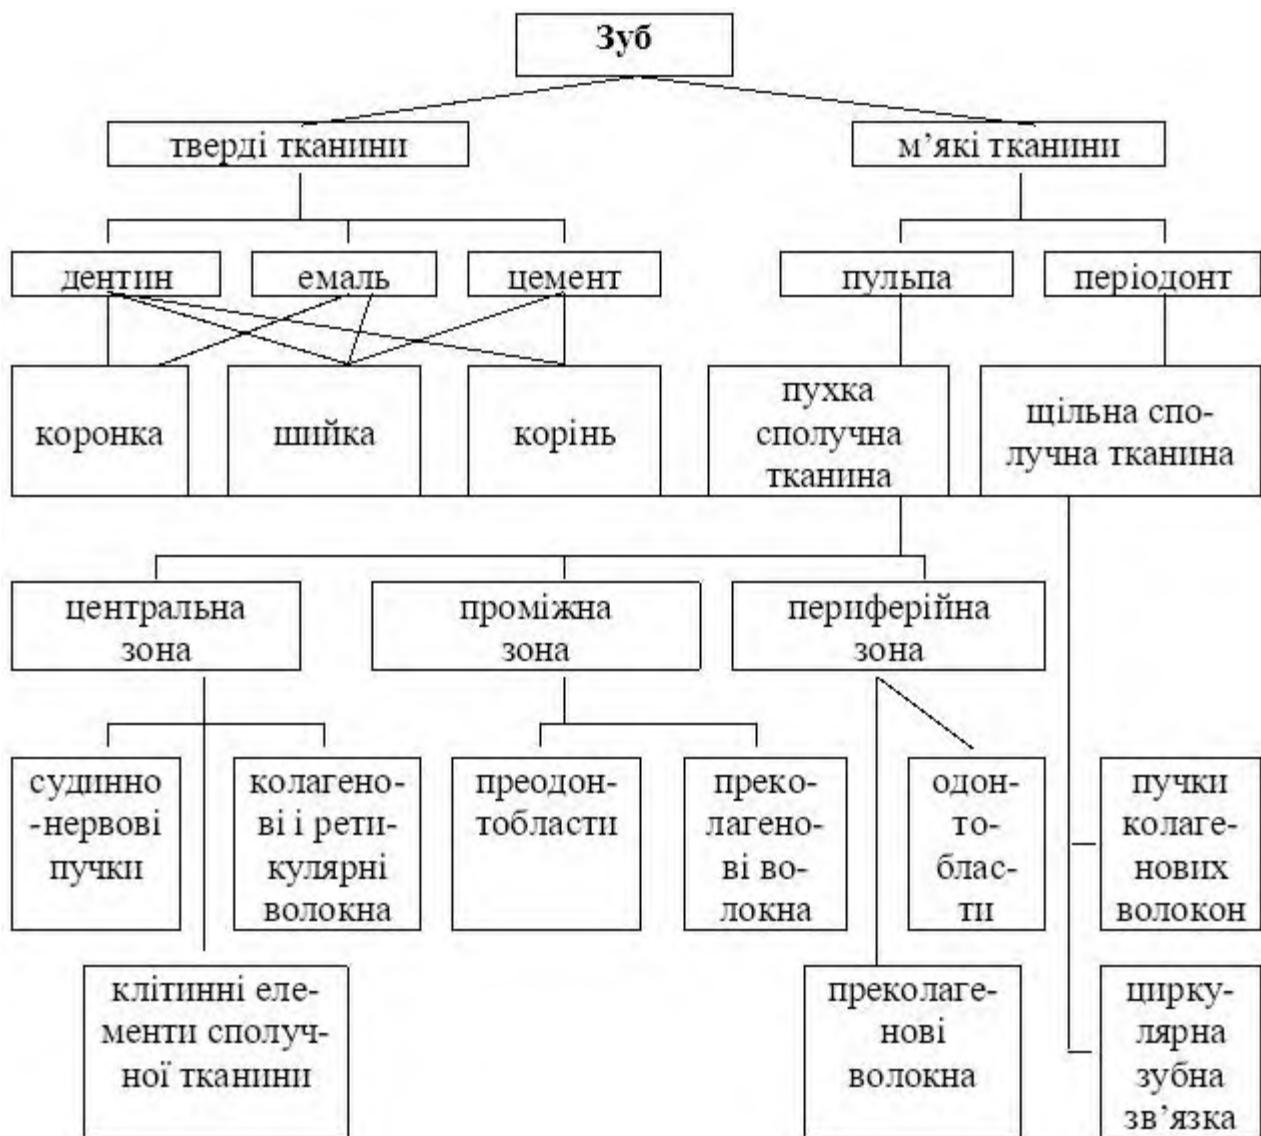 Зуб
тверді тканини
м’які тканини
дентин
емаль
цемент
пульпа
періодонт
коронка
шийка
корінь
пухка
сполучна
тканина
щільна спо-
лучна тканина
центральна
зона
проміжна
зона
периферійна
зона
судинно
-нервові
пучки
колагено-
ві і рети-
кулярні
волокна
преодон-
тобласти
преко-
лагено-
ві во-
локна
одон-
то-
блас-
ти
пучки
колаге-
нових
волокон
клітинні еле-
менти сполуч-
ної тканини
преколаге-
нові
волокна
цирку-
лярна
зубна
зв’язка